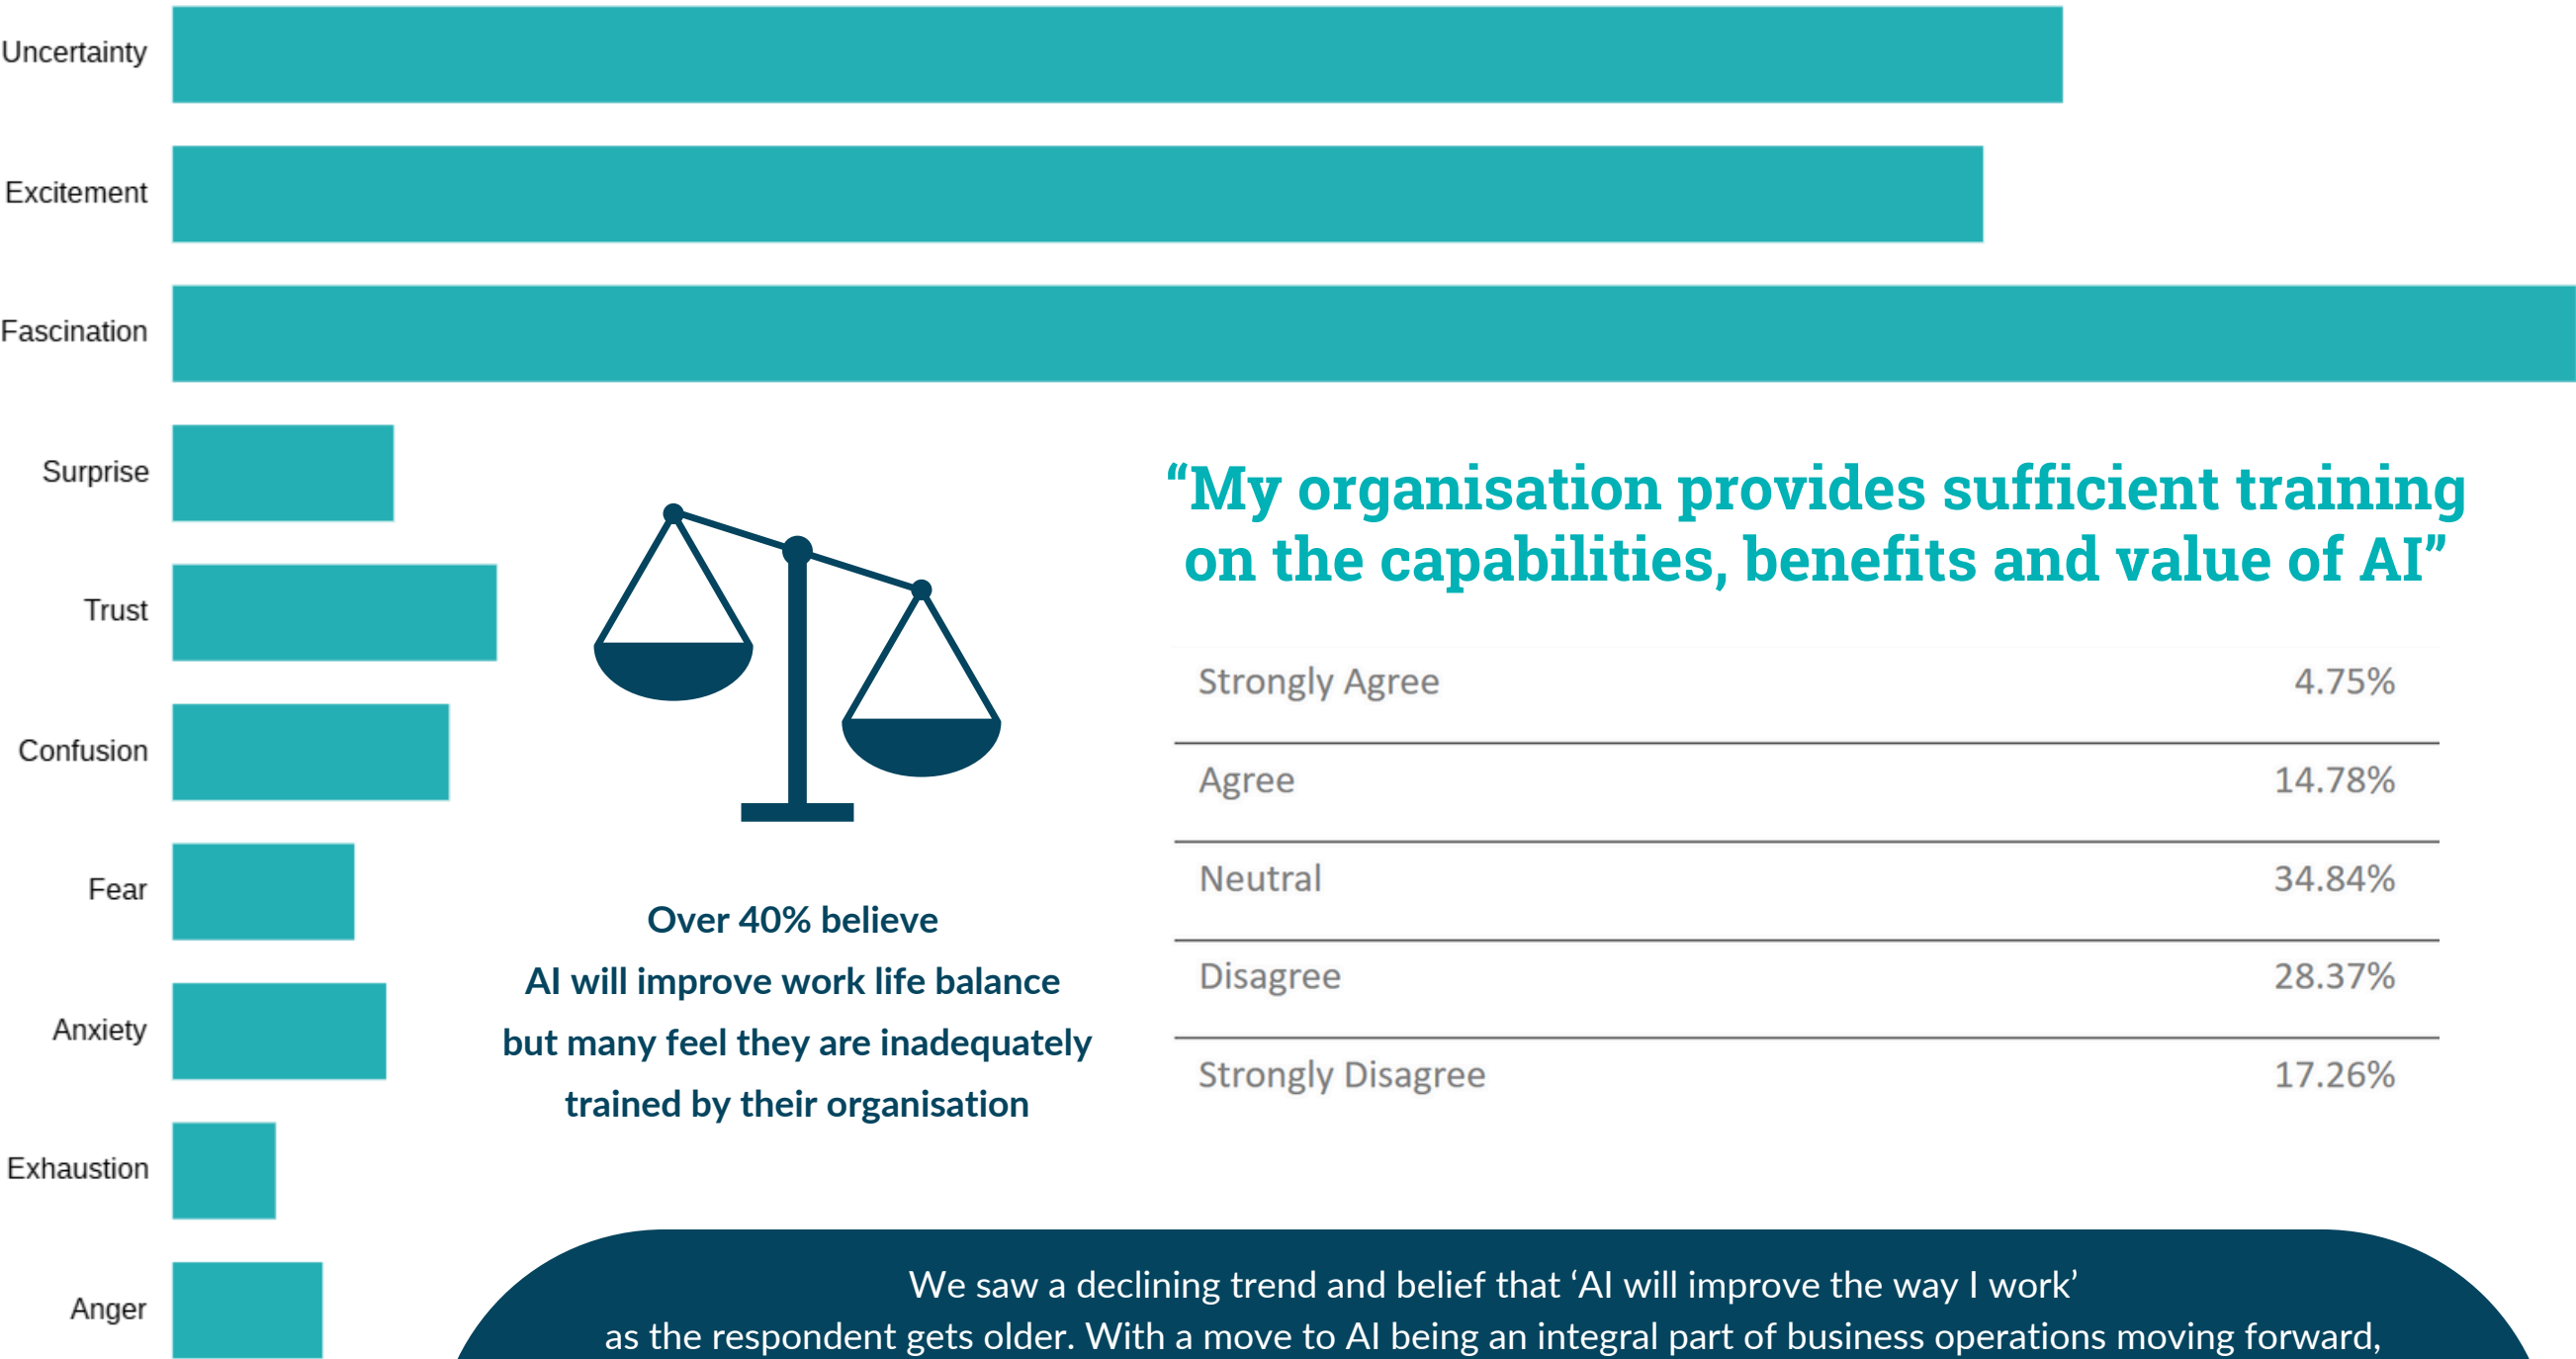 Uncertainty
Excitement
Fascination
Surprise
Trust
Confusion
Fear
Anxiety
Exhaustion
Anger
“My organisation provides sufficient training
on the capabilities, benefits and value of AI”
Strongly Agree 4.75%
Agree 14.78%
Neutral 34.84%
Disagree 28.37%
Strongly Disagree 17.26%
Over 40% believe
AI will improve work life balance
but many feel they are inadequately
trained by their organisation
We saw a declining trend and belief that ‘AI will improve the way I work’
as the respondent gets older. With a move to AI being an integral part of business operations moving forward,